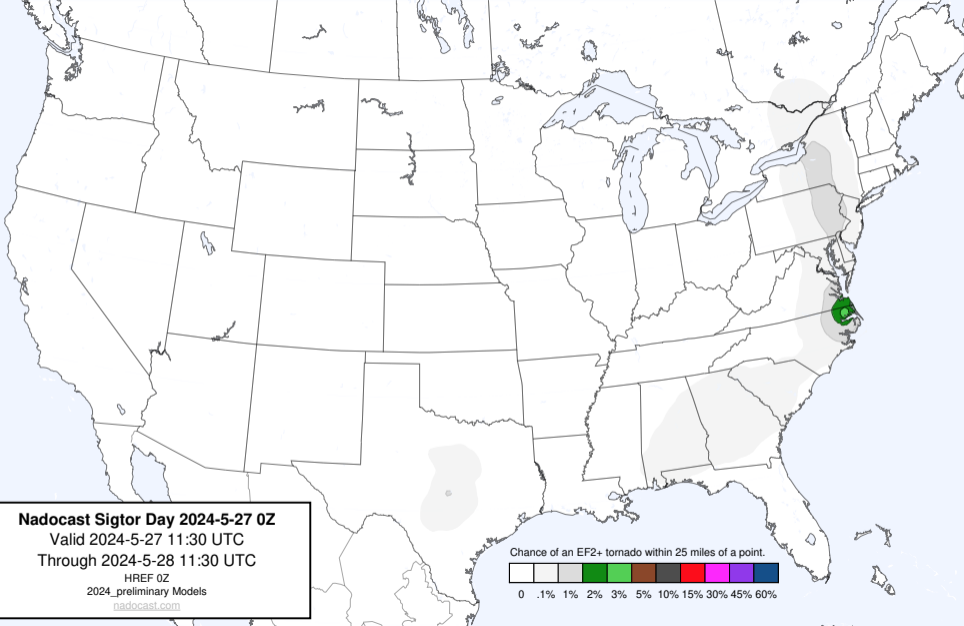 Nadocast Sigtor Day 2024-5-27 0Z
Valid 2024-5-27 11:30 UTC
Through 2024-5-28 11:30 UTC
HREF 0Z
2024_preliminary Models
nadocast.com
Chance of an EF2+ tornado within 25 miles of a point.
0 .1% 1% 2% 3% 5% 10% 15% 30% 45% 60%